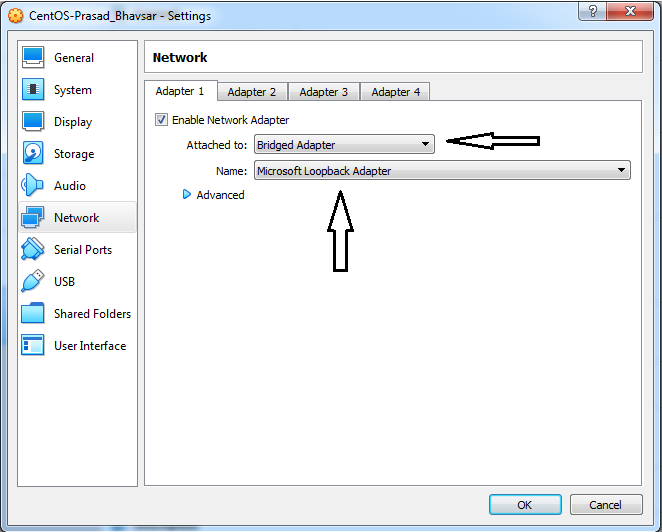 CentOS-Prasad_Bhavsar - Settings
?
General
System
Display
Storage
Audio
Network
Serial Ports
USB
Shared Folders
User Interface
Network
Adapter 1 Adapter 2 Adapter 3 Adapter 4
Enable Network Adapter
Attached to: Bridged Adapter
Name: Microsoft Loopback Adapter
Advanced
OK Cancel